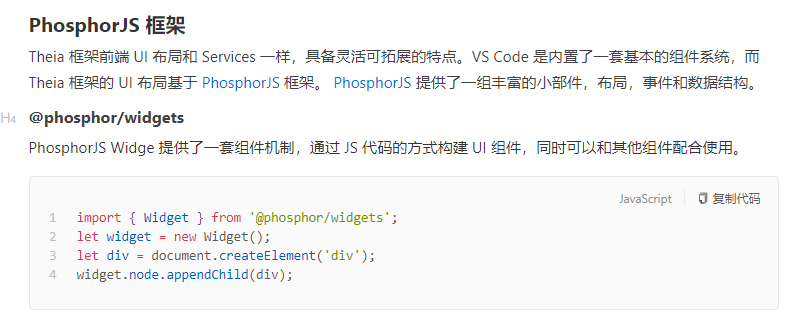 PhosphorJS 框架
Theia 框架前端 UI 布局和 Services 一样，具备灵活可拓展的特点。VS Code 是内置了一套基本的组件系统，而
Theia 框架的 UI 布局基于 PhosphorJS 框架。 PhosphorJS 提供了一组丰富的小部件，布局，事件和数据结构。
H4 @phosphor/widgets
PhosphorJS Widge 提供了一套组件机制，通过 JS 代码的方式构建 UI 组件，同时可以和其他组件配合使用。
JavaScript 复制代码
1 import { Widget } from '@phosphor/widgets';
2 let widget = new Widget();
3 let div = document.createElement('div');
4 widget.node.appendChild(div);